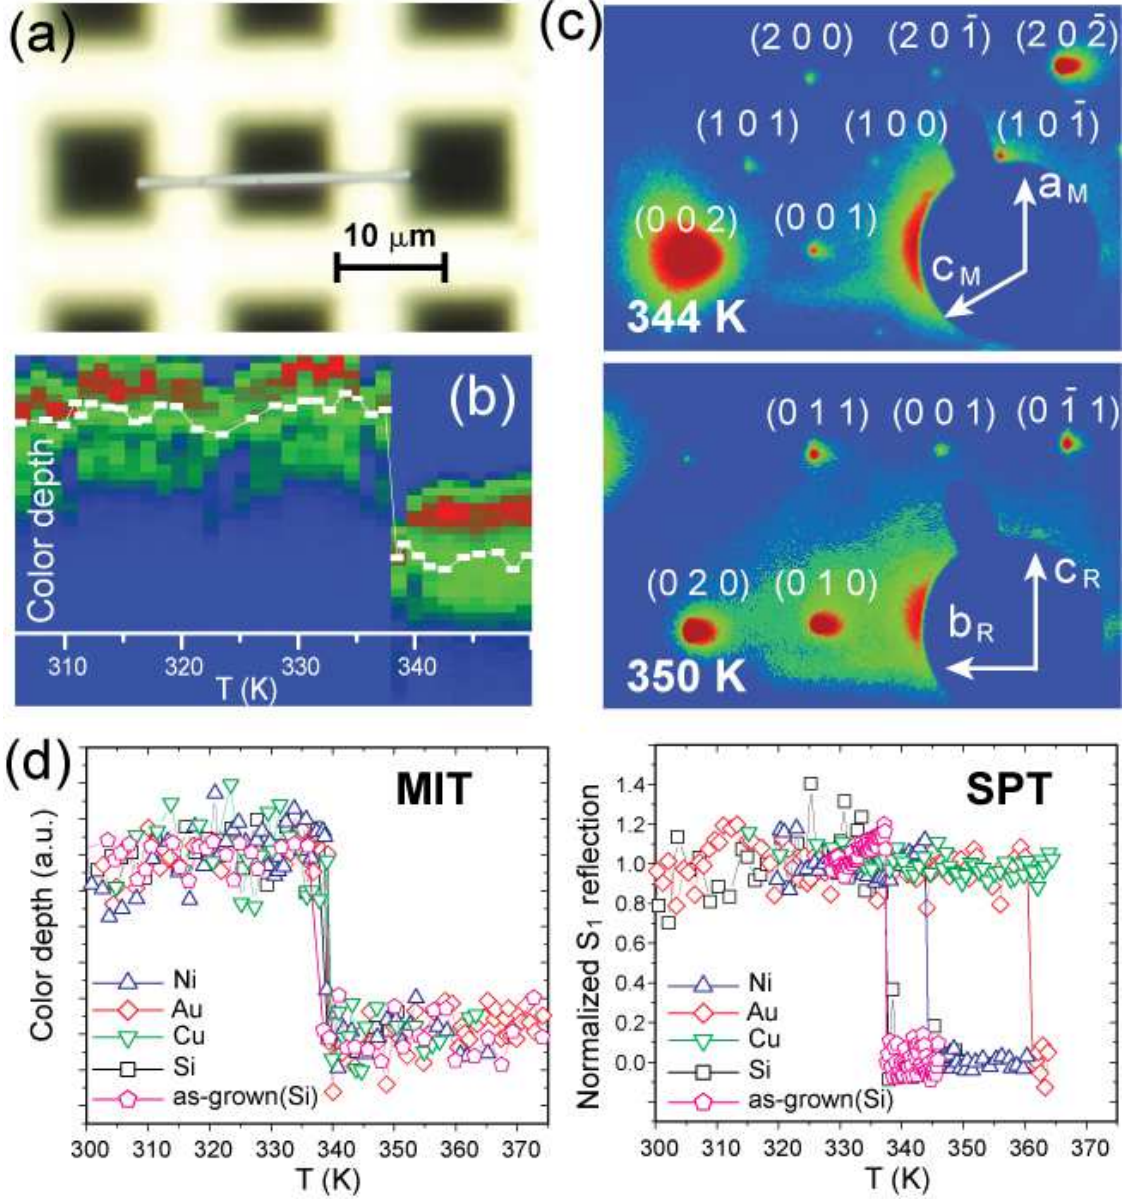 (a)
10 μm
(b)
Color depth
310 320 330 340
T (K)
(c)
(2 0 0) (2 0 1̄) (2 0 2̄)
(1 0 1) (1 0 0) (1 0 1̄)
a M
(0 0 2) (0 0 1)
c M
344 K
(0 1 1) (0 0 1) (0 1̄ 1)
(0 2 0) (0 1 0)
c R
b R
350 K
(d)
MIT
Color depth (a.u.)
Ni
Au
Cu
Si
as-grown(Si)
300 310 320 330 340 350 360 370
T (K)
SPT
Normalized S₁ reflection
1.4
1.2
1.0
0.8
0.6
0.4
0.2
0.0
Ni
Au
Cu
Si
as-grown(Si)
300 310 320 330 340 350 360 370
T (K)